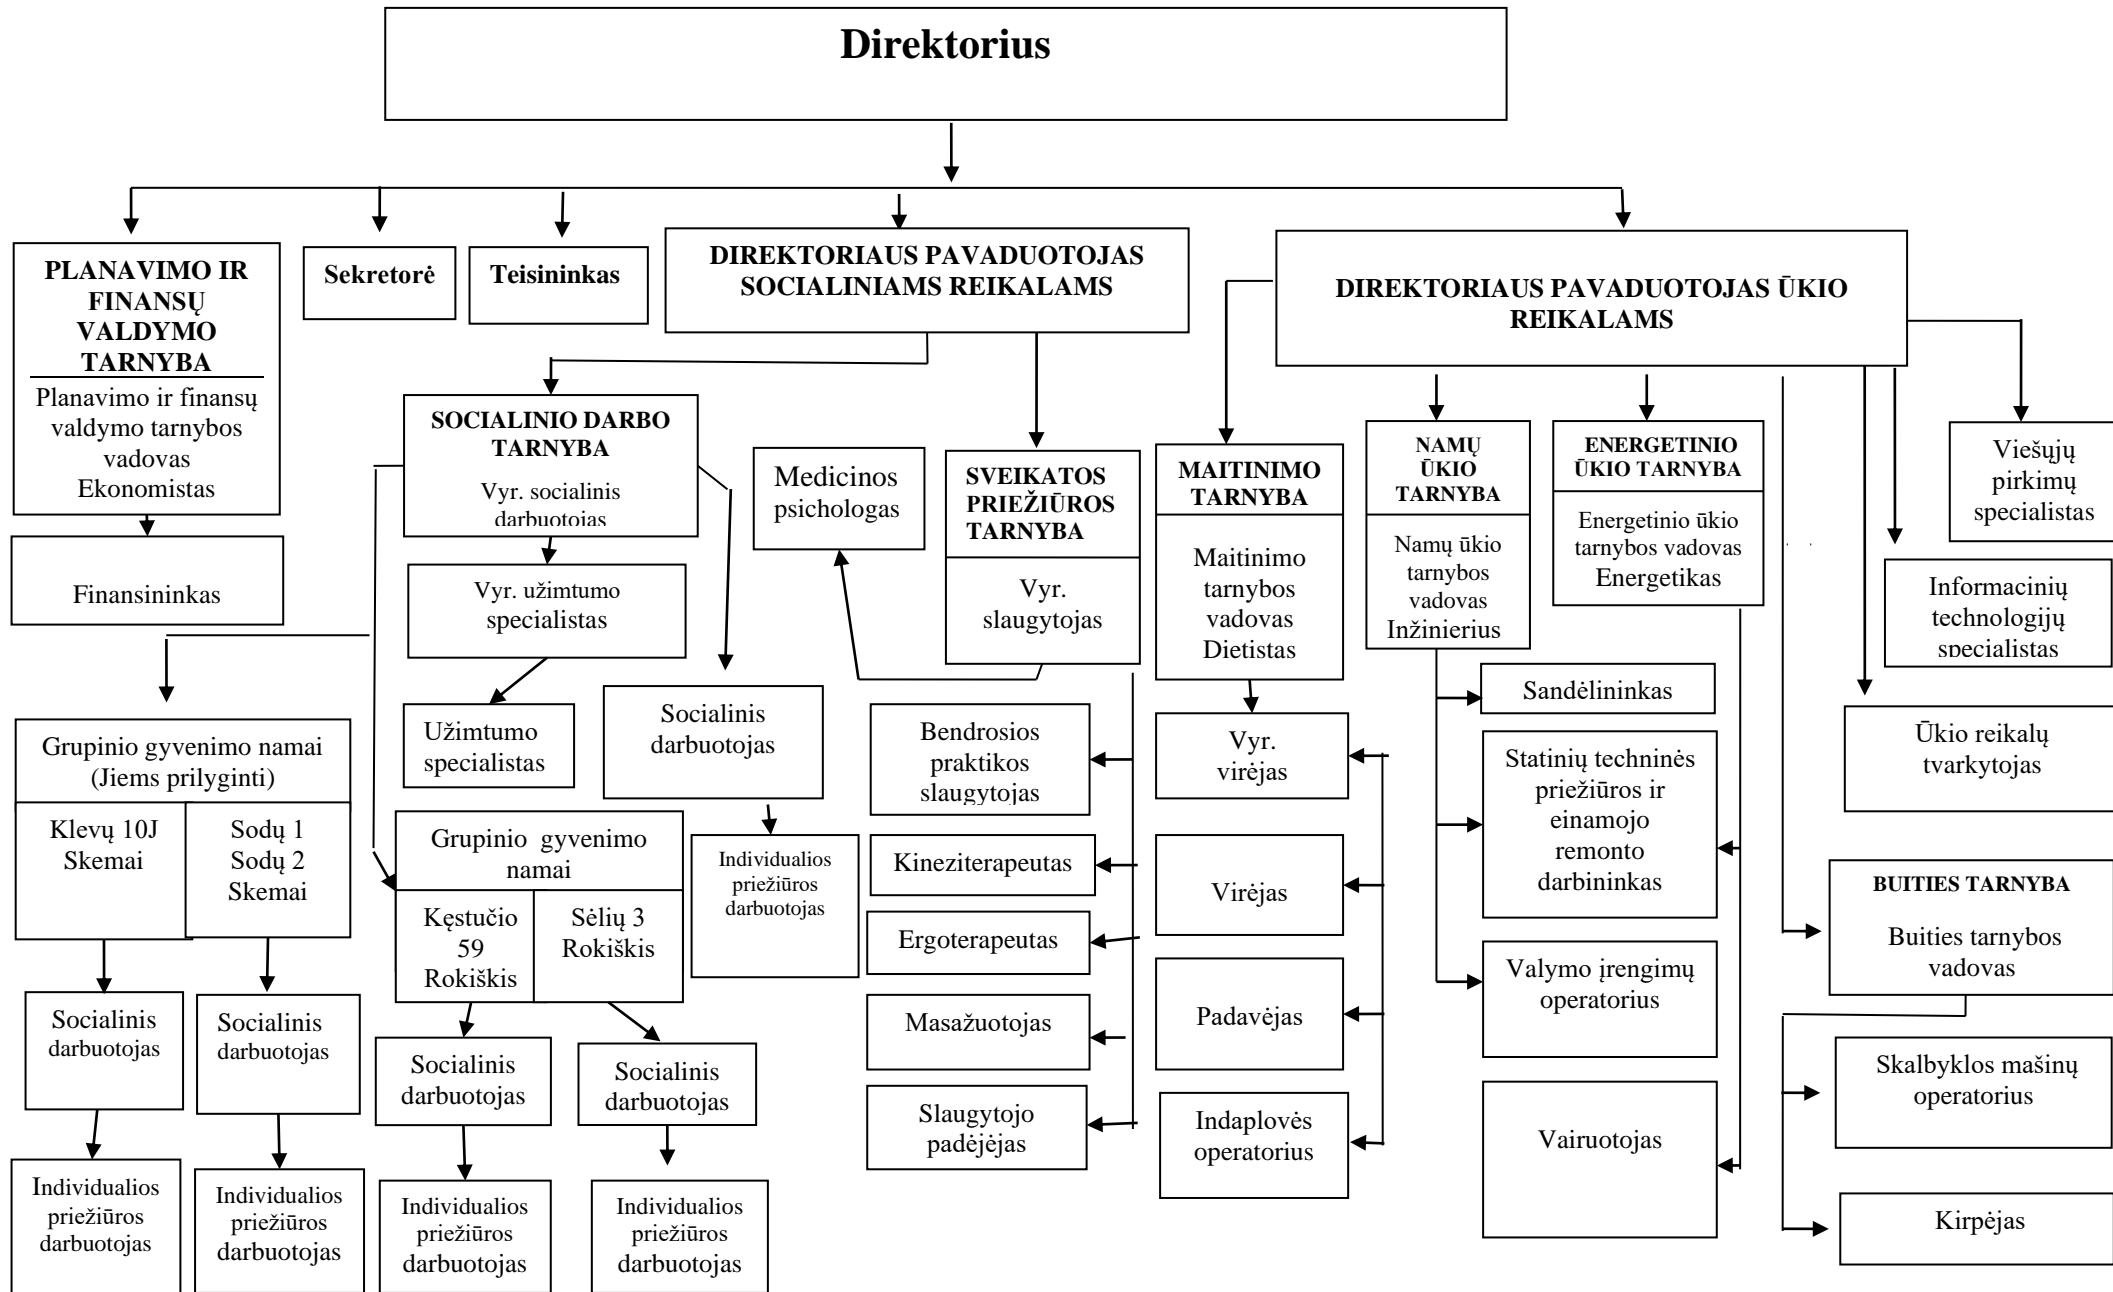 Direktorius
PLANAVIMO IR
FINANSŲ
VALDYMO
TARNYBA
Planavimo ir finansų
valdymo tarnybos
vadovas
Ekonomistas
Finansininkas
Sekretorė
Teisininkas
DIREKTORIAUS PAVADUOTOJAS
SOCIALINIAMS REIKALAMS
DIREKTORIAUS PAVADUOTOJAS ŪKIO
REIKALAMS
SOCIALINIO DARBO
TARNYBA
Vyr. socialinis
darbuotojas
Vyr. užimtumo
specialistas
Užimtumo
specialistas
Socialinis
darbuotojas
Individualios
priežiūros
darbuotojas
Grupinio gyvenimo namai
(Jiems prilyginti)
Klevų 10J
Skemai
Sodų 1
Sodų 2
Skemai
Socialinis
darbuotojas
Socialinis
darbuotojas
Individualios
priežiūros
darbuotojas
Individualios
priežiūros
darbuotojas
Grupinio gyvenimo
namai
Kęstučio
59
Rokiškis
Sėlių 3
Rokiškis
Socialinis
darbuotojas
Socialinis
darbuotojas
Individualios
priežiūros
darbuotojas
Individualios
priežiūros
darbuotojas
Medicinos
psichologas
SVEIKATOS
PRIEŽIŪROS
TARNYBA
Vyr.
slaugytojas
Bendrosios
praktikos
slaugytojas
Kineziterapeutas
Ergoterapeutas
Masažuotojas
Slaugytojo
padėjėjas
MAITINIMO
TARNYBA
Maitinimo
tarnybos
vadovas
Dietistas
Vyr.
virėjas
Virėjas
Padavėjas
Indaplovės
operatorius
NAMŲ
ŪKIO
TARNYBA
Namų ūkio
tarnybos
vadovas
Inžinierius
ENERGETINIO
ŪKIO TARNYBA
Energetinio ūkio
tarnybos vadovas
Energetikas
Sandėlininkas
Statinių techninės
priežiūros ir
einamojo
remonto
darbininkas
Valymo įrengimų
operatorius
Vairuotojas
Viešųjų
pirkimų
specialistas
Informacinių
technologijų
specialistas
Ūkio reikalų
tvarkytojas
BUITIES TARNYBA
Buities tarnybos
vadovas
Skalbyklos mašinų
operatorius
Kirpėjas